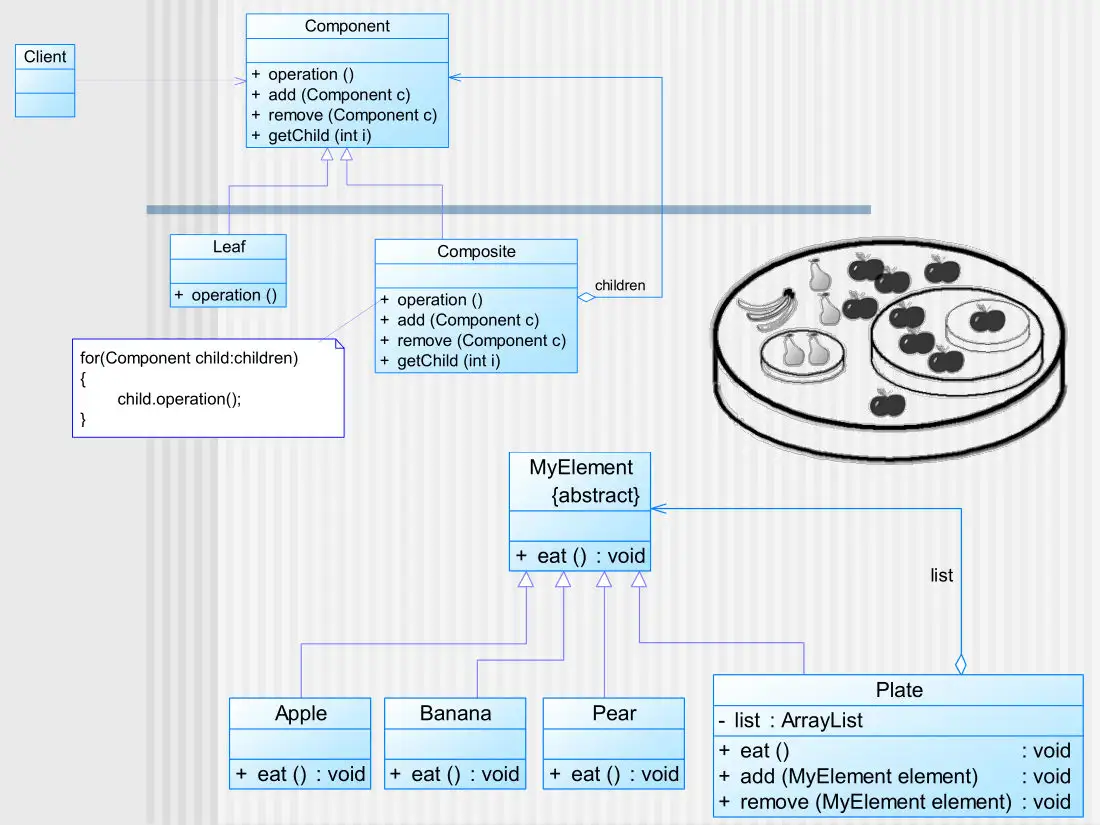 Component
Client
+ operation ()
+ add (Component c)
+ remove (Component c)
+ getChild (int i)
Leaf
+ operation ()
Composite
+ operation ()
+ add (Component c)
+ remove (Component c)
+ getChild (int i)
children
for(Component child:children)
{
child.operation();
}
MyElement
{abstract}
+ eat () : void
list
Apple
+ eat () : void
Banana
+ eat () : void
Pear
+ eat () : void
Plate
- list : ArrayList
+ eat () : void
+ add (MyElement element) : void
+ remove (MyElement element) : void